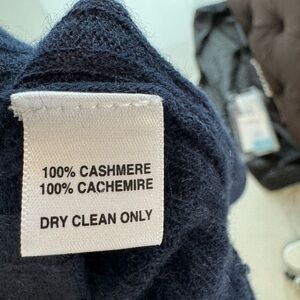 100% CASHMERE
100% CACHEMIRE
DRY CLEAN ONLY